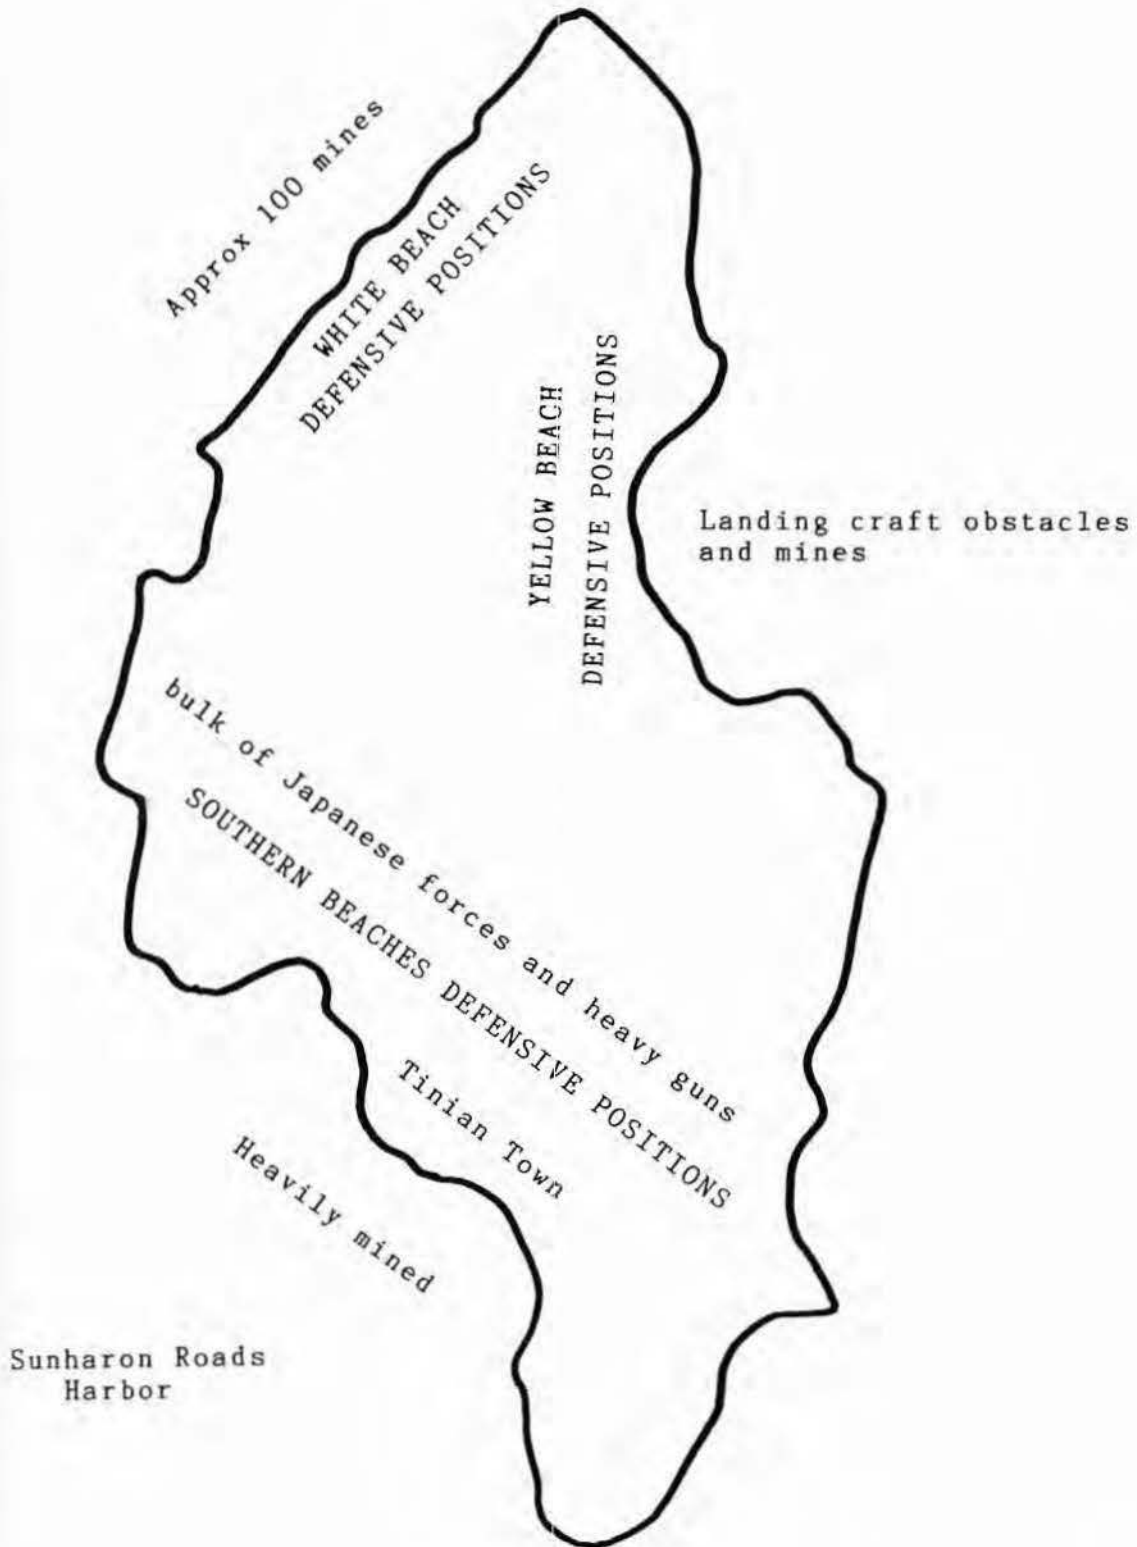 Approx 100 mines
WHITE BEACH
DEFENSIVE POSITIONS
YELLOW BEACH
DEFENSIVE POSITIONS
Landing craft obstacles
and mines
bulk of Japanese forces and heavy guns
SOUTHERN BEACHES DEFENSIVE POSITIONS
Tinian Town
Heavily mined
Sunharon Roads
Harbor